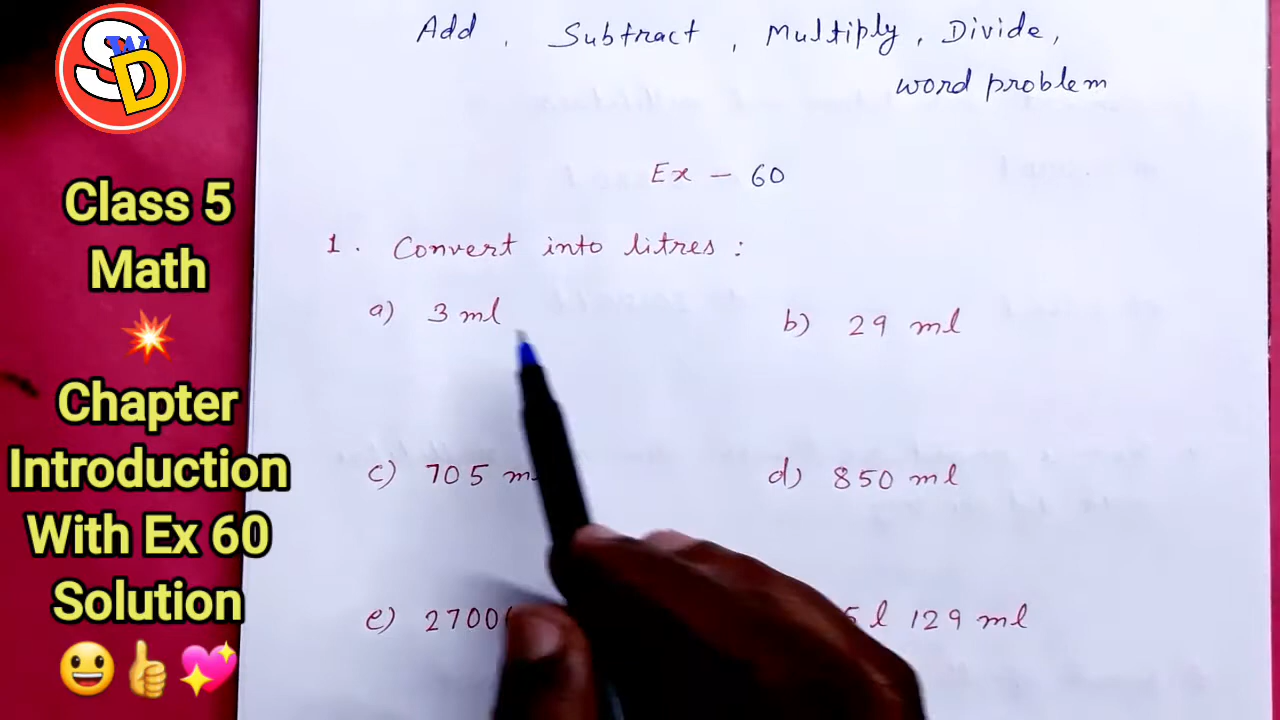 SWD
Class 5
Math
Chapter
Introduction
With Ex 60
Solution
Add , Subtract , Multiply , Divide ,
word problem
Ex - 60
1. Convert into litres :
a) 3 ml b) 29 ml
c) 705 d) 850 ml
e) l 129 ml